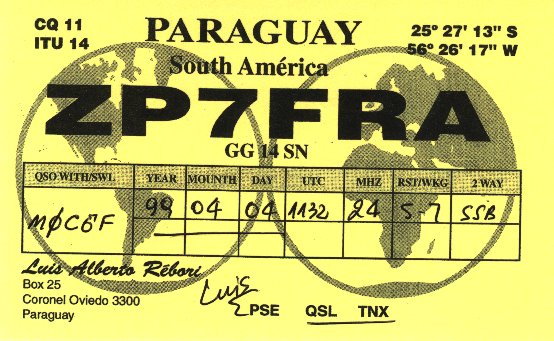 CQ 11
ITU 14
PARAGUAY
South América
25° 27' 13" S
56° 26' 17" W
ZP7FRA
GG 14 SN
QSO WITH/SWL YEAR MOUNTH DAY UTC MHZ RST/WKG 2 WAY
MØC6F 99 04 04 1132 24 5-7 SSB
Luis Alberto Rëbori
Box 25
Coronel Oviedo 3300
Paraguay
Luis
PSE QSL TNX